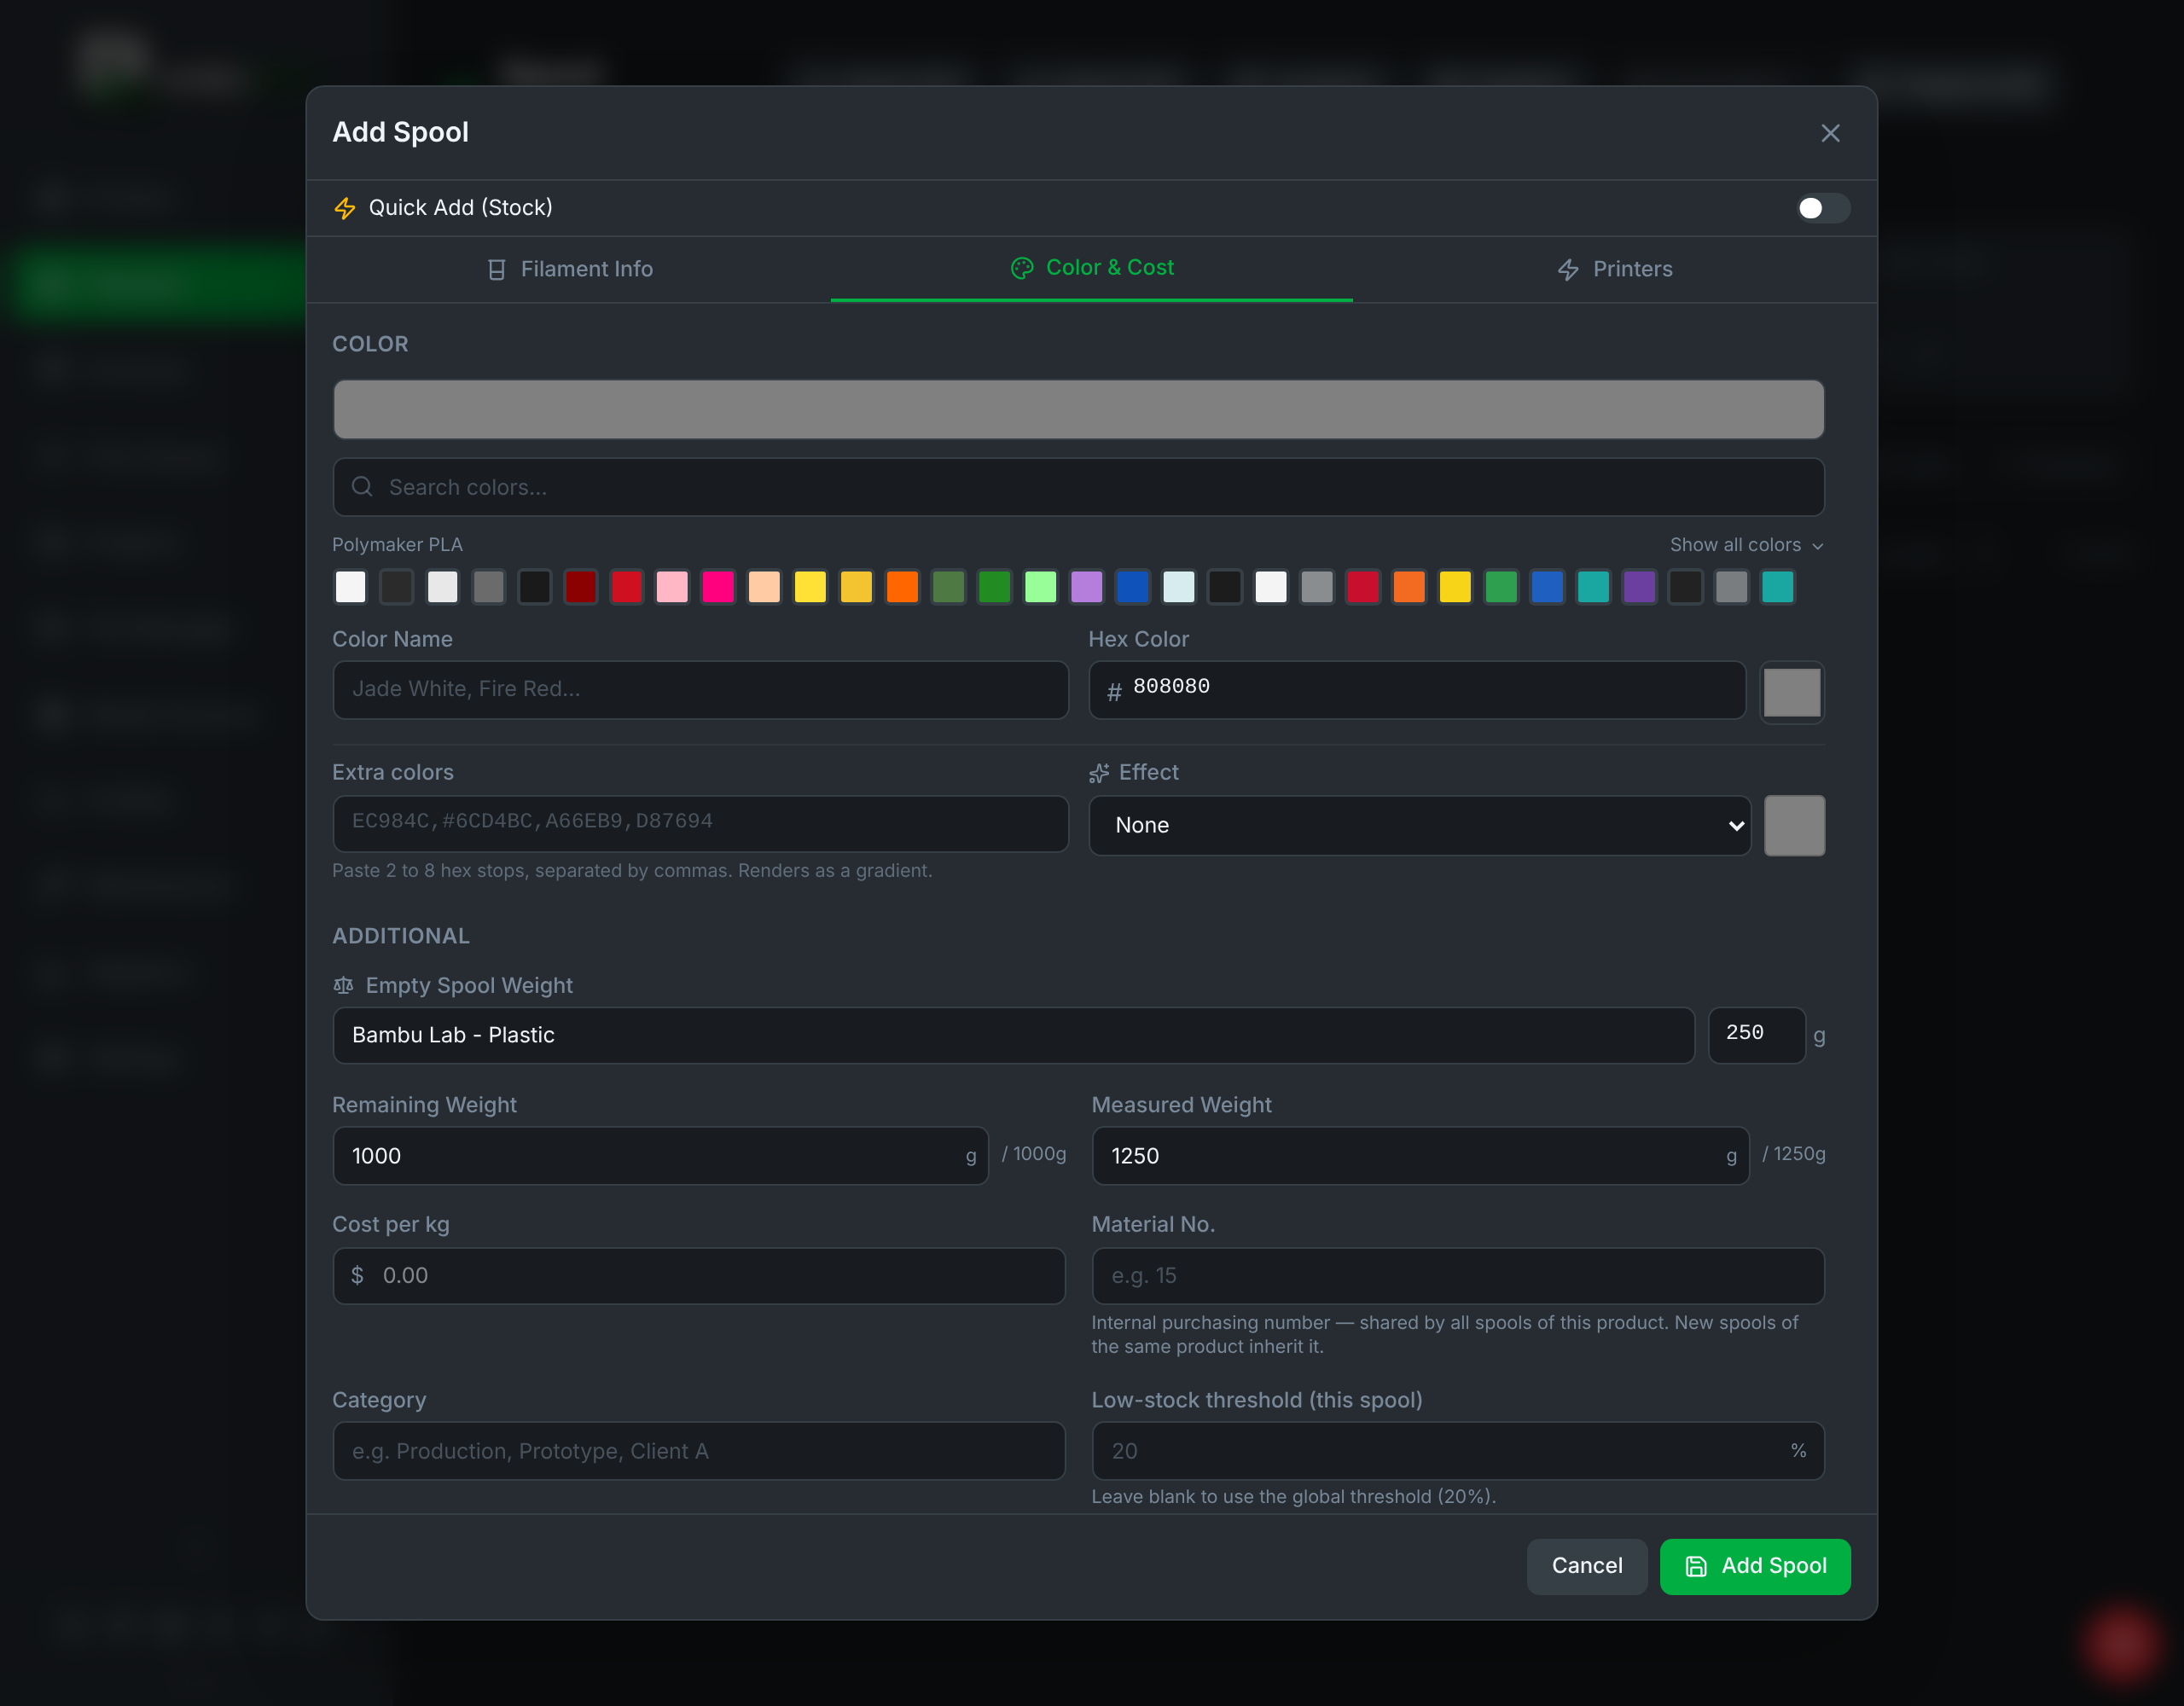 Add Spool
Quick Add (Stock)
Filament Info
Color & Cost
Printers
COLOR
Search colors...
Polymaker PLA
Show all colors
Color Name
Hex Color
Jade White, Fire Red...
# 808080
Extra colors
Effect
EC984C,#6CD4BC,A66EB9,D87694
None
Paste 2 to 8 hex stops, separated by commas. Renders as a gradient.
ADDITIONAL
Empty Spool Weight
Bambu Lab - Plastic
250 g
Remaining Weight
Measured Weight
1000 g / 1000g
1250 g / 1250g
Cost per kg
Material No.
$ 0.00
e.g. 15
Internal purchasing number — shared by all spools of this product. New spools of
the same product inherit it.
Category
Low-stock threshold (this spool)
e.g. Production, Prototype, Client A
20 %
Leave blank to use the global threshold (20%).
Cancel
Add Spool